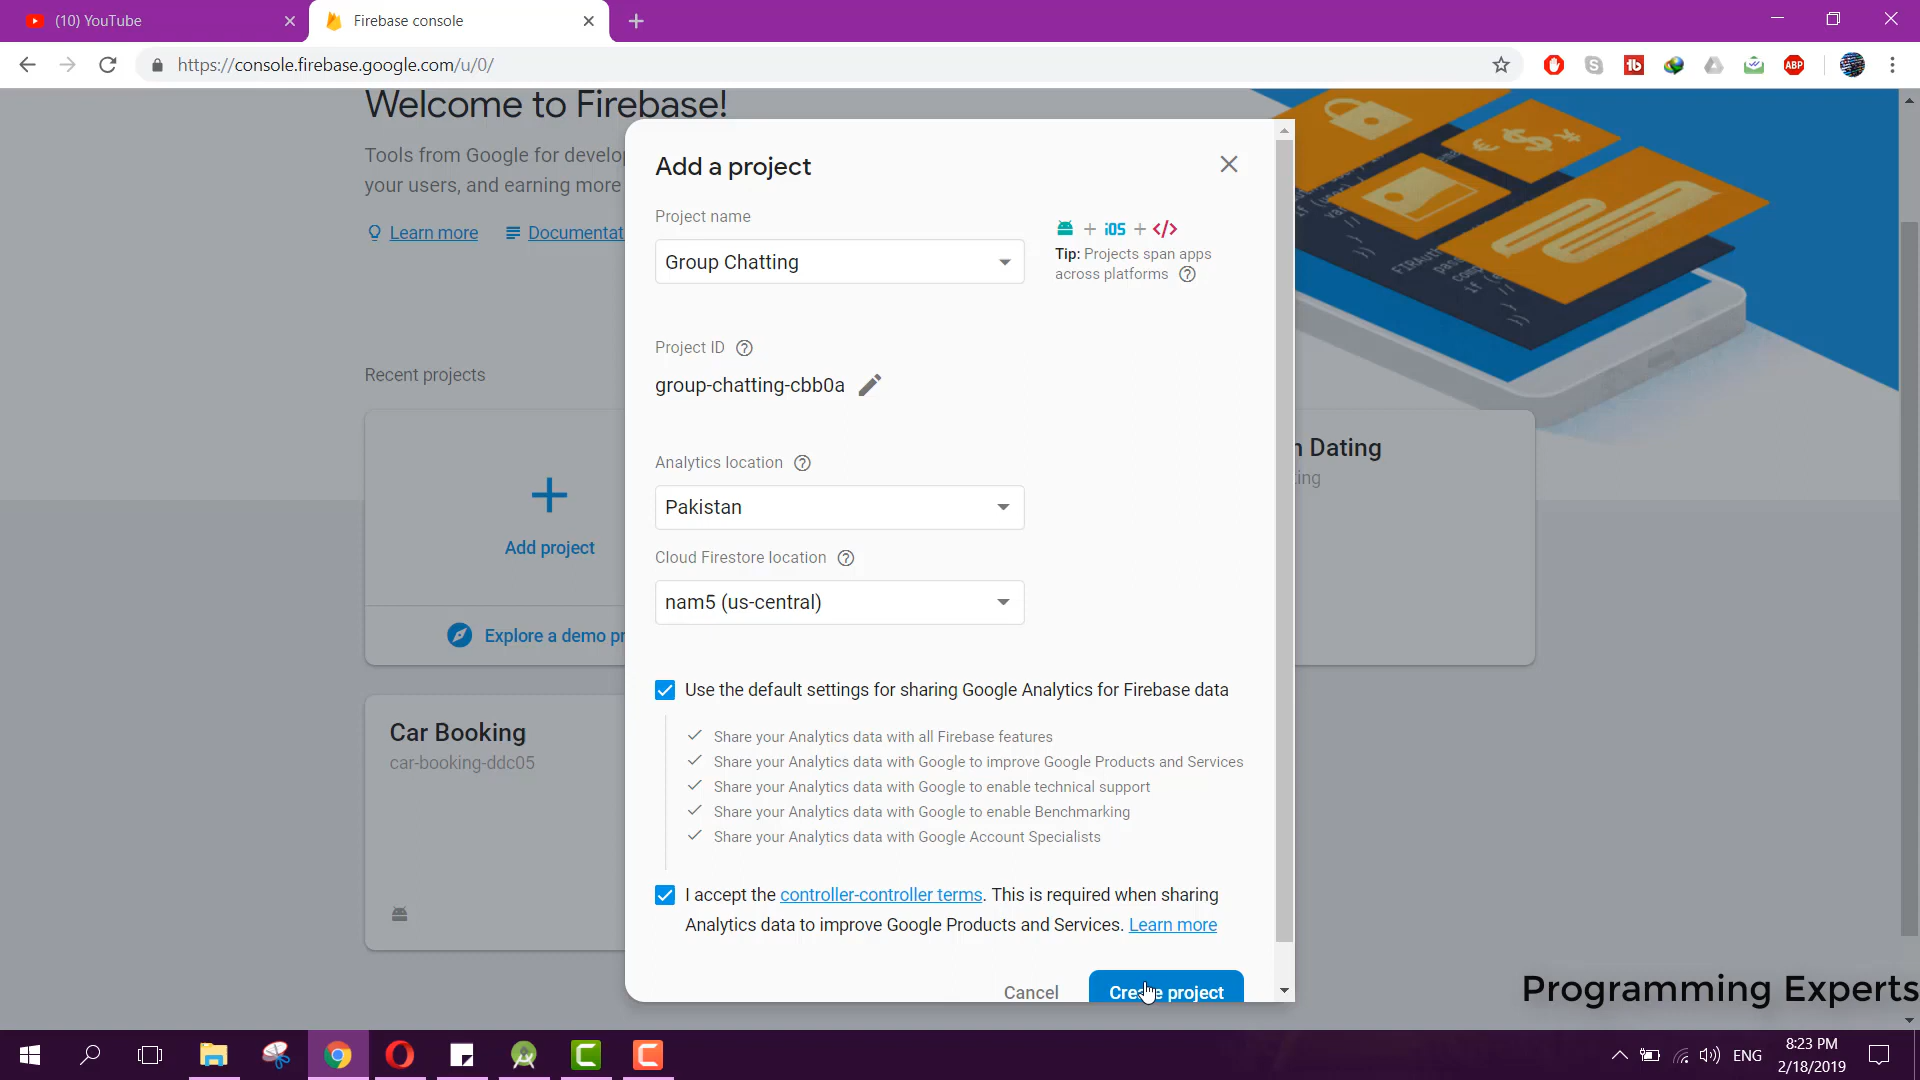 (10) YouTube
Firebase console
https://console.firebase.google.com/u/0/
ABP
Welcome to Firebase!
Tools from Google for develo
your users, and earning more
Learn more
Documentat
Recent projects
Add project
Explore a demo pr
Car Booking
car-booking-ddc05
n Dating
Add a project
Project name
Group Chatting
+ iOS + </>
Tip: Projects span apps
across platforms
Project ID
group-chatting-cbb0a
Analytics location
Pakistan
Cloud Firestore location
nam5 (us-central)
Use the default settings for sharing Google Analytics for Firebase data
Share your Analytics data with all Firebase features
Share your Analytics data with Google to improve Google Products and Services
Share your Analytics data with Google to enable technical support
Share your Analytics data with Google to enable Benchmarking
Share your Analytics data with Google Account Specialists
I accept the controller-controller terms. This is required when sharing
Analytics data to improve Google Products and Services. Learn more
Cancel
Create project
Programming Experts
ENG
8:23 PM
2/18/2019